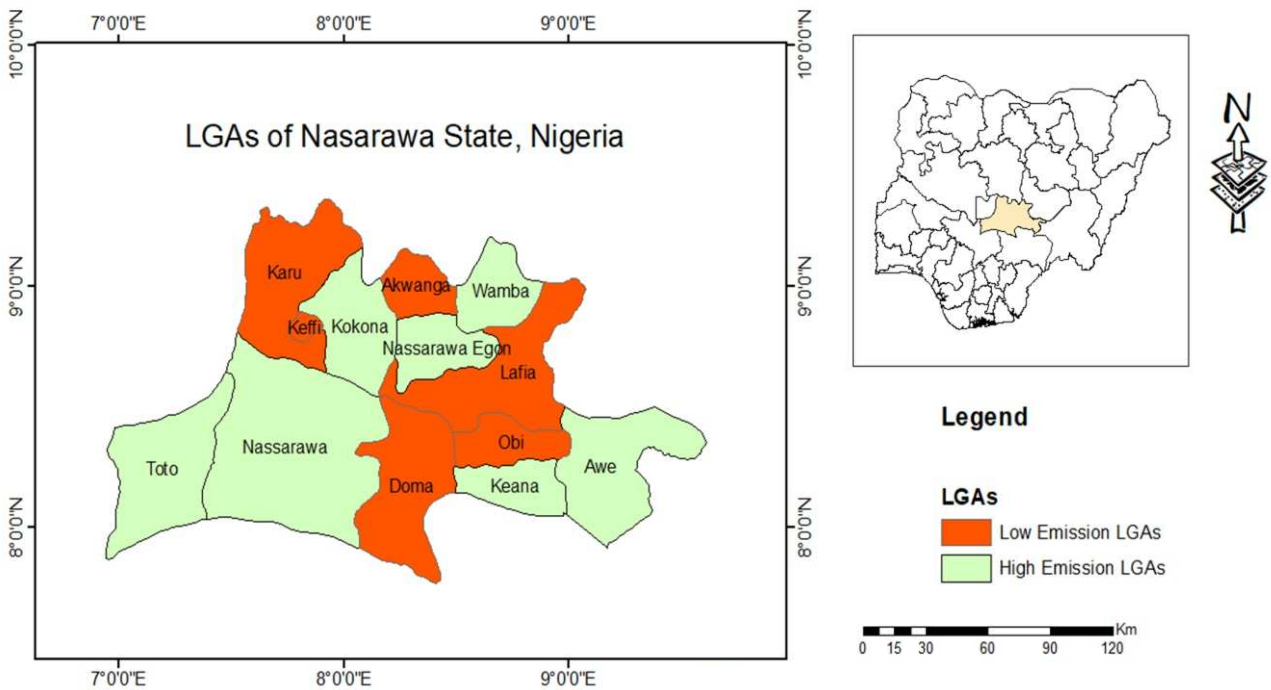 7°0'0"E 8°0'0"E 9°0'0"E
10°0'0"N 10°0'0"N
LGAs of Nasarawa State, Nigeria
N
Karu
Akwanga
Wamba
9°0'0"N 9°0'0"N
Keffi
Kokona
Nassarawa Egon
Lafia
Obi
Nassarawa
Toto
Awe
Doma
Keana
8°0'0"N 8°0'0"N
7°0'0"E 8°0'0"E 9°0'0"E
Legend
LGAs
Low Emission LGAs
High Emission LGAs
Km
0 15 30 60 90 120